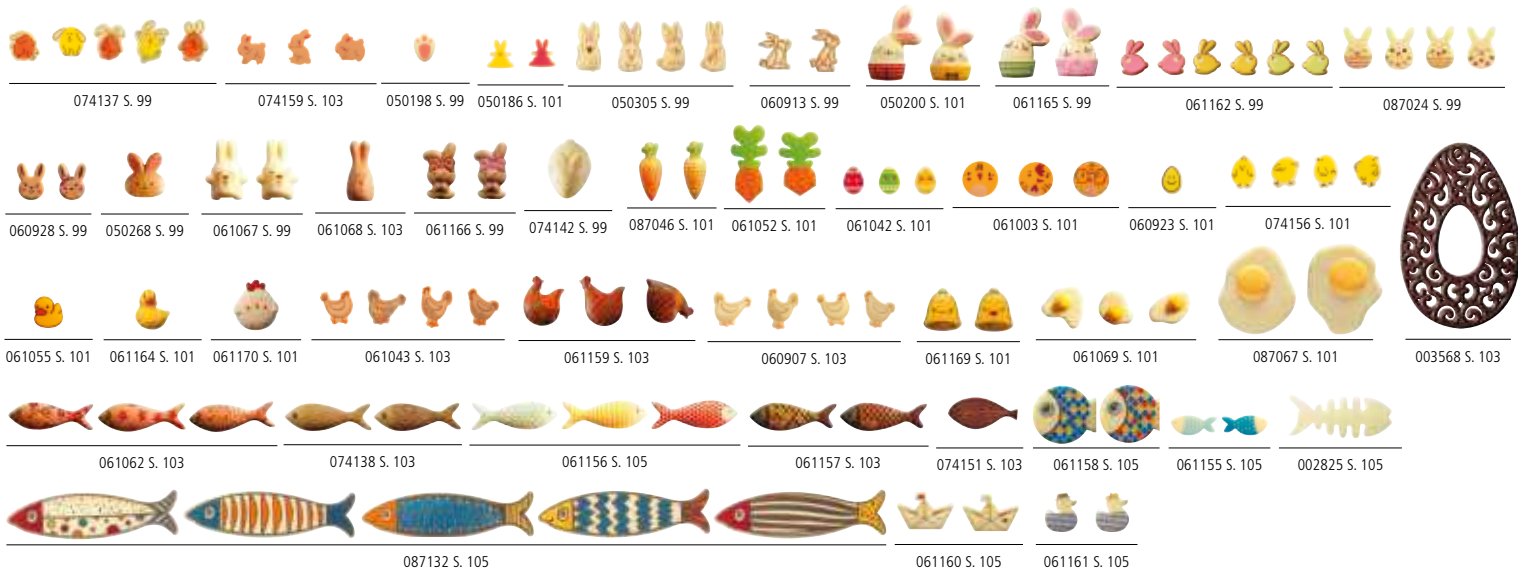 074137 S. 99
074159 S. 103
050198 S. 99
050186 S. 101
050305 S. 99
060913 S. 99
050200 S. 101
061165 S. 99
061162 S. 99
087024 S. 99
060928 S. 99
050268 S. 99
061067 S. 99
061068 S. 103
061166 S. 99
074142 S. 99
087046 S. 101
061052 S. 101
061042 S. 101
061003 S. 101
060923 S. 101
074156 S. 101
061055 S. 101
061164 S. 101
061170 S. 101
061043 S. 103
061159 S. 103
060907 S. 103
061169 S. 101
061069 S. 101
087067 S. 101
003568 S. 103
061062 S. 103
074138 S. 103
061156 S. 105
061157 S. 103
074151 S. 103
061158 S. 105
061155 S. 105
002825 S. 105
087132 S. 105
061160 S. 105
061161 S. 105